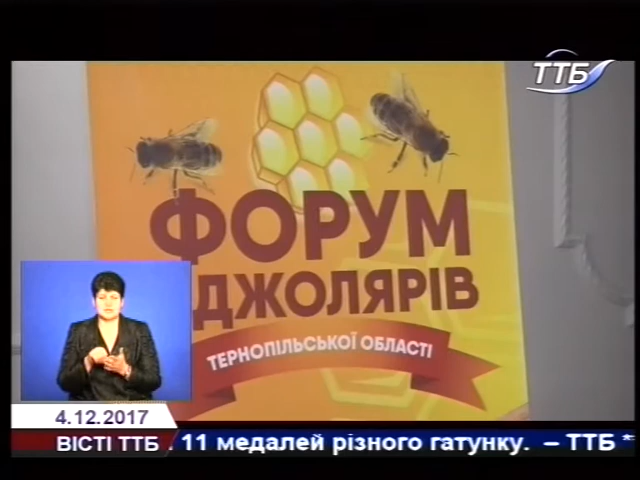 ТТБ
ФОРУМ
ДЖОЛЯРІВ
ТЕРНОПІЛЬСЬКОЇ ОБЛАСТІ
4.12.2017
ВІСТІ ТТБ . 11 медалей різного гатунку. – ТТБ *